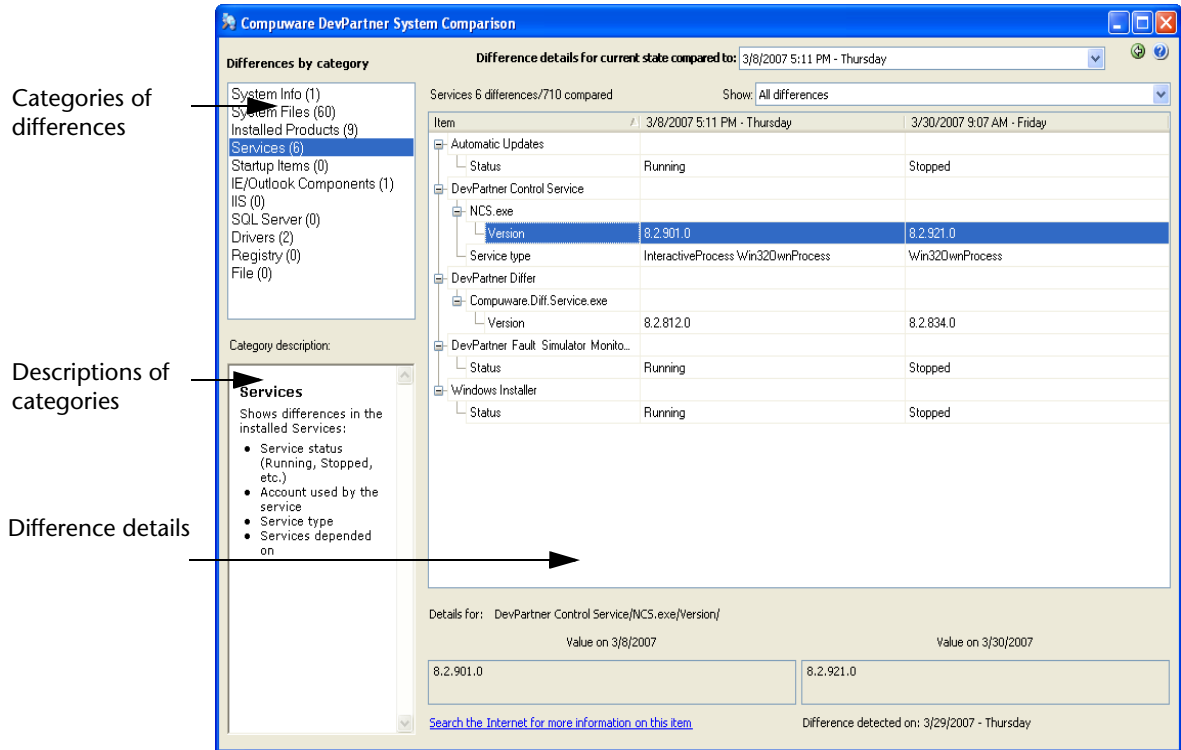 Compuware DevPartner System Comparison
Categories of
differences
Descriptions of
categories
Difference details
Differences by category
System Info (1)
System Files (60)
Installed Products (9)
Services (6)
Startup Items (0)
IE/Outlook Components (1)
IIS (0)
SQL Server (0)
Drivers (2)
Registry (0)
File (0)
Category description:
Services
Shows differences in the
installed Services:
• Service status
(Running, Stopped,
etc.)
• Account used by the
service
• Service type
• Services depended
on
Difference details for current state compared to: 3/8/2007 5:11 PM - Thursday
Services 6 differences/710 compared Show: All differences
Item 3/8/2007 5:11 PM - Thursday 3/30/2007 9:07 AM - Friday
Automatic Updates
Status Running Stopped
DevPartner Control Service
NCS.exe
Version 8.2.901.0 8.2.921.0
Service type InteractiveProcess Win32OwnProcess Win32OwnProcess
DevPartner Differ
Compuware.Diff.Service.exe
Version 8.2.812.0 8.2.834.0
DevPartner Fault Simulator Monito...
Status Running Stopped
Windows Installer
Status Running Stopped
Details for: DevPartner Control Service/NCS.exe/Version/
Value on 3/8/2007 Value on 3/30/2007
8.2.901.0 8.2.921.0
Search the Internet for more information on this item Difference detected on: 3/29/2007 - Thursday